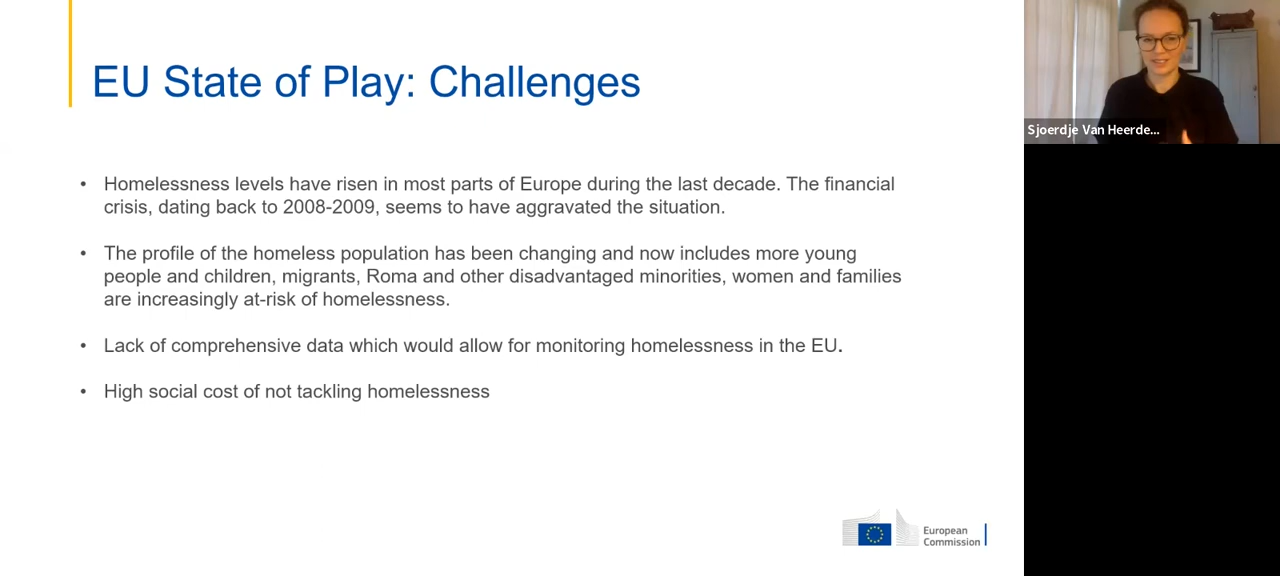 EU State of Play: Challenges
• Homelessness levels have risen in most parts of Europe during the last decade. The financial
crisis, dating back to 2008-2009, seems to have aggravated the situation.
• The profile of the homeless population has been changing and now includes more young
people and children, migrants, Roma and other disadvantaged minorities, women and families
are increasingly at-risk of homelessness.
• Lack of comprehensive data which would allow for monitoring homelessness in the EU.
• High social cost of not tackling homelessness
European
Commission
Sjoerdje Van Heerde...